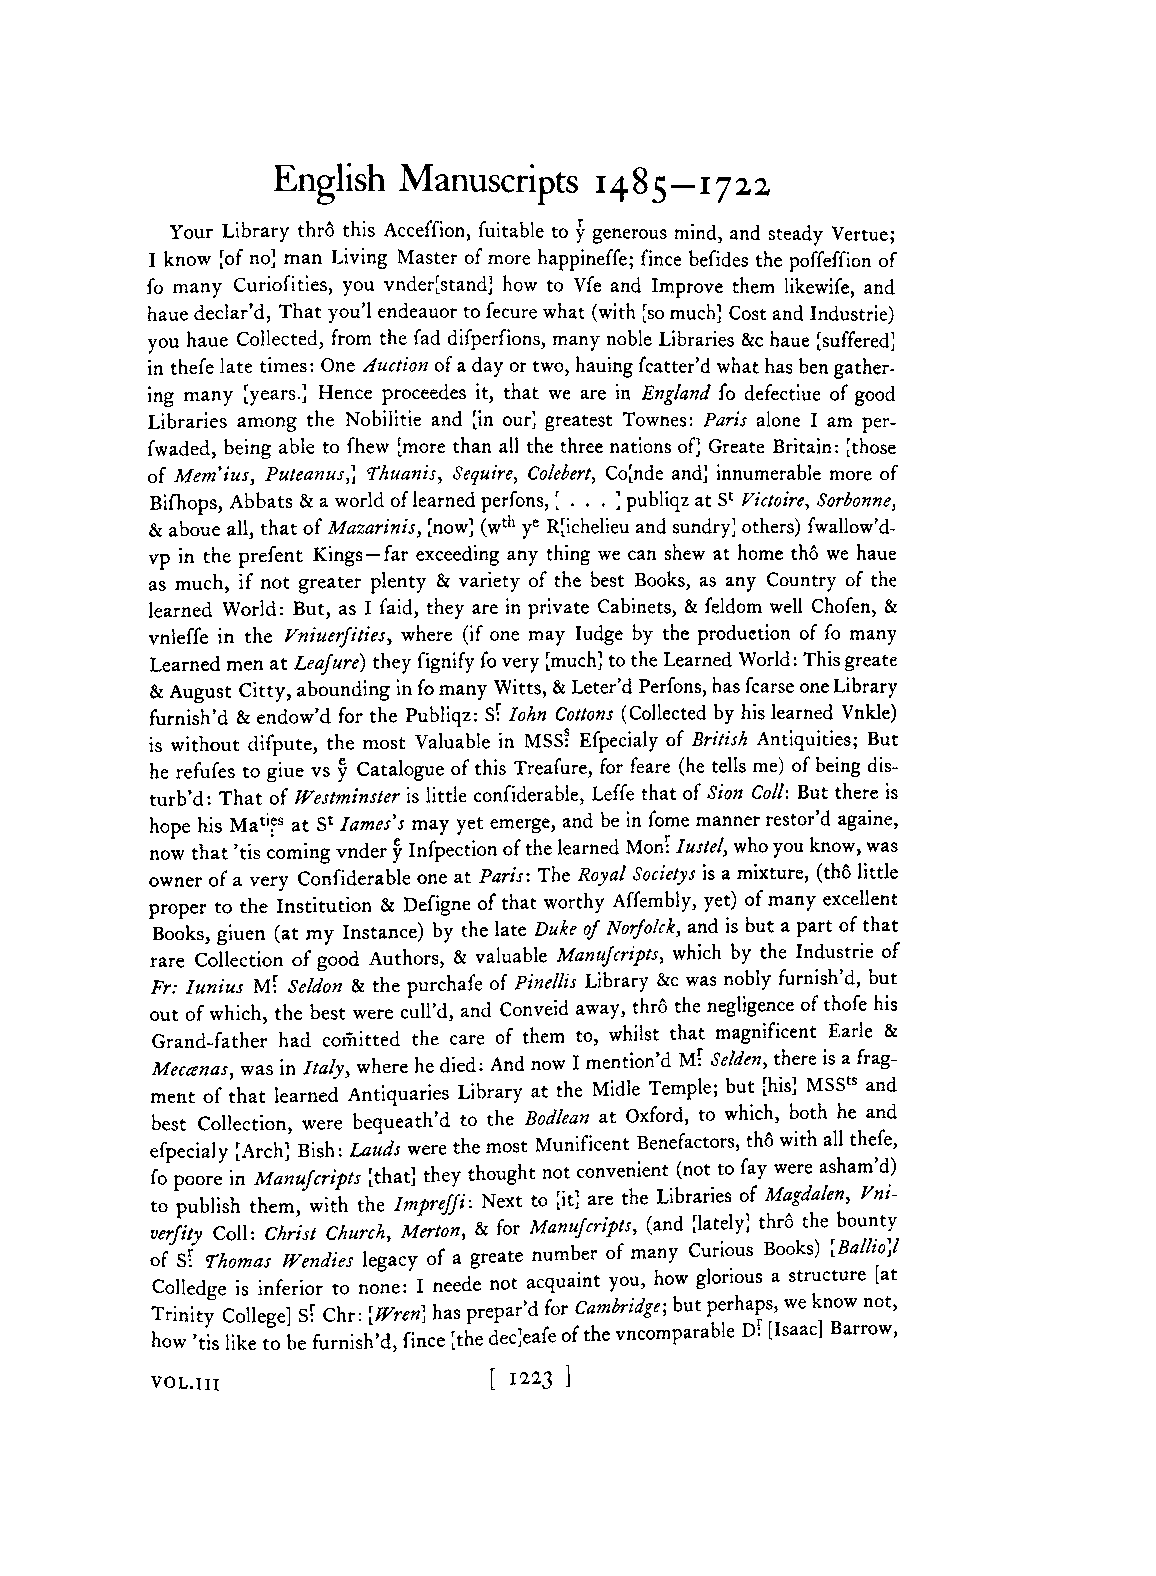 English Manuscripts 1485–1722
Your Library thrô this Acceſſion, ſuitable to yͬ generous mind, and steady Vertue;
I know [of no] man Living Master of more happineſſe; ſince beſides the poſſeſſion of
ſo many Curioſities, you vnder[stand] how to Vſe and Improve them likewiſe, and
haue declar'd, That you'l endeauor to ſecure what (with [so much] Cost and Industrie)
you haue Collected, from the ſad diſperſions, many noble Libraries &c haue [suffered]
in theſe late times: One Auction of a day or two, hauing ſcatter'd what has ben gather-
ing many [years.] Hence proceedes it, that we are in England ſo defectiue of good
Libraries among the Nobilitie and [in our] greatest Townes: Paris alone I am per-
ſwaded, being able to ſhew [more than all the three nations of] Greate Britain: [those
of Mem'ius, Puteanus,] Thuanis, Sequire, Colebert, Co[nde and] innumerable more of
Biſhops, Abbats & a world of learned perſons, [ . . . ] publiqz at Sᵗ Victoire, Sorbonne,
& aboue all, that of Mazarinis, [now] (wᵗʰ yᵉ R[ichelieu and sundry] others) ſwallow'd-
vp in the preſent Kings—far exceeding any thing we can shew at home thô we haue
as much, if not greater plenty & variety of the best Books, as any Country of the
learned World: But, as I ſaid, they are in private Cabinets, & ſeldom well Choſen, &
vnleſſe in the Vniuerſities, where (if one may Iudge by the production of ſo many
Learned men at Leaſure) they ſignify ſo very [much] to the Learned World: This greate
& August Citty, abounding in ſo many Witts, & Leter'd Perſons, has ſcarse one Library
furnish'd & endow'd for the Publiqz: Sͬ: Iohn Cottons (Collected by his learned Vnkle)
is without diſpute, the most Valuable in MSSˢ: Eſpecialy of British Antiquities; But
he refuſes to giue vs yͤ Catalogue of this Treaſure, for feare (he tells me) of being dis-
turb'd: That of Westminster is little conſiderable, Leſſe that of Sion Coll: But there is
hope his Maᵗⁱᵉˢ at Sᵗ Iames's may yet emerge, and be in ſome manner restor'd againe,
now that 'tis coming vnder yͤ Inſpection of the learned Monͬ: Iustel, who you know, was
owner of a very Conſiderable one at Paris: The Royal Societys is a mixture, (thô little
proper to the Institution & Deſigne of that worthy Aſſembly, yet) of many excellent
Books, giuen (at my Instance) by the late Duke of Norfolck, and is but a part of that
rare Collection of good Authors, & valuable Manuſcripts, which by the Industrie of
Fr: Iunius Mͬ: Seldon & the purchaſe of Pinellis Library &c was nobly furnish'd, but
out of which, the best were cull'd, and Conveid away, thrô the negligence of thoſe his
Grand-father had com̄itted the care of them to, whilst that magnificent Earle &
Mecænas, was in Italy, where he died: And now I mention'd Mͬ: Selden, there is a frag-
ment of that learned Antiquaries Library at the Midle Temple; but [his] MSSᵗˢ and
best Collection, were bequeath'd to the Bodlean at Oxford, to which, both he and
eſpecialy [Arch] Bish: Lauds were the most Munificent Benefactors, thô with all theſe,
ſo poore in Manuſcripts [that] they thought not convenient (not to ſay were asham'd)
to publish them, with the Impreſſi: Next to [it] are the Libraries of Magdalen, Vni-
verſity Coll: Christ Church, Merton, & for Manuſcripts, (and [lately] thrô the bounty
of Sͬ: Thomas Wendies legacy of a greate number of many Curious Books) [Ballio]l
Colledge is inferior to none: I neede not acquaint you, how glorious a structure [at
Trinity College] Sͬ: Chr: [Wren] has prepar'd for Cambridge; but perhaps, we know not,
how 'tis like to be furnish'd, ſince [the dec]eaſe of the vncomparable Dͬ: [Isaac] Barrow,
VOL.III [ 1223 ]